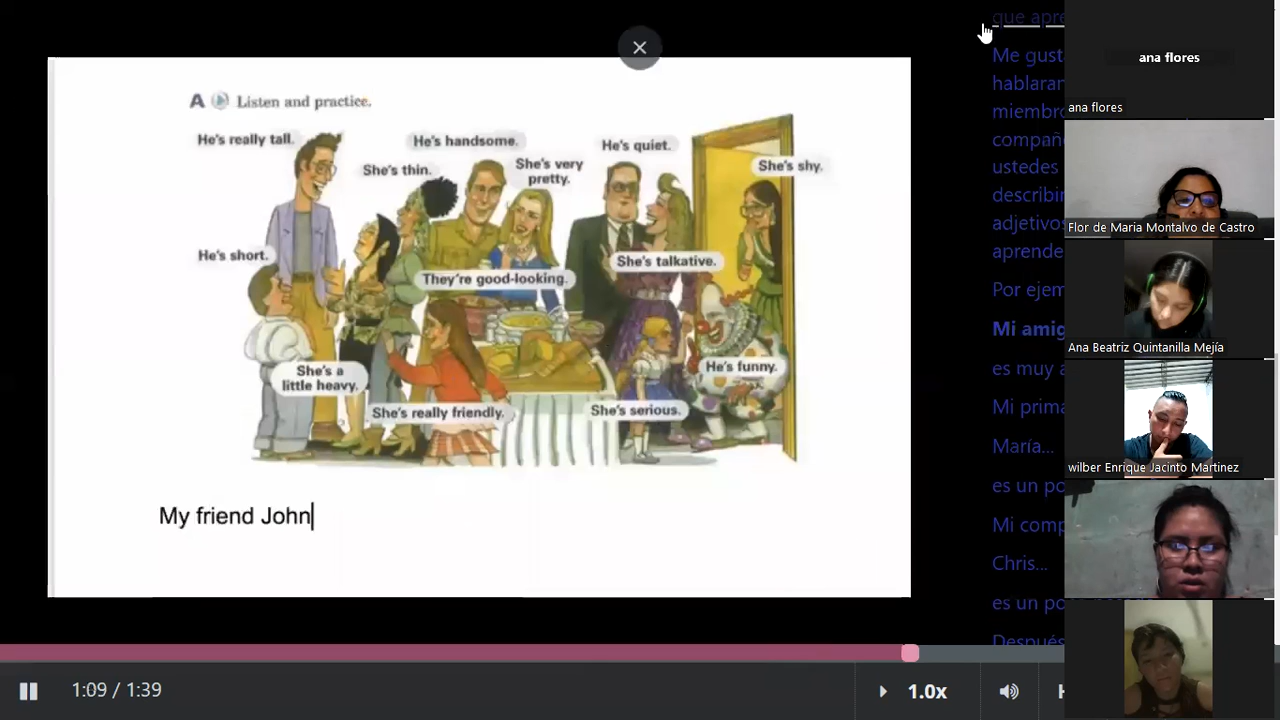 A Listen and practice.
He's really tall.
He's handsome.
He's quiet.
She's thin.
She's very
pretty.
She's shy.
He's short.
They're good-looking.
She's talkative.
She's a
little heavy.
He's funny.
She's really friendly.
She's serious.
My friend John
1:09 / 1:39
1.0x
que apre
Me gust
hablarar
miembro
compañe
ustedes
describir
adjetivos
aprende
Por ejem
Mi amig
es muy a
Mi prima
María...
es un po
Mi comp
Chris...
es un po
Después
ana flores
ana flores
Flor de Maria Montalvo de Castro
Ana Beatriz Quintanilla Mejía
wilber Enrique Jacinto Martinez